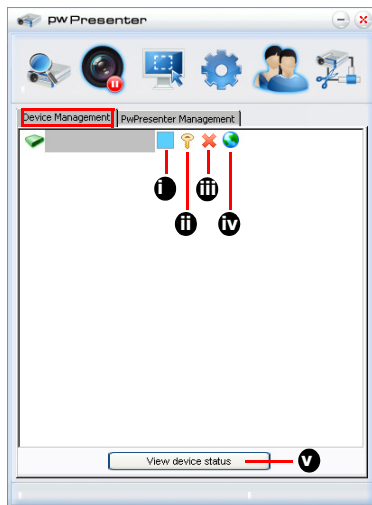 pwPresenter
Device Management PwPresenter Management
i
iii
ii
iv
View device status
v